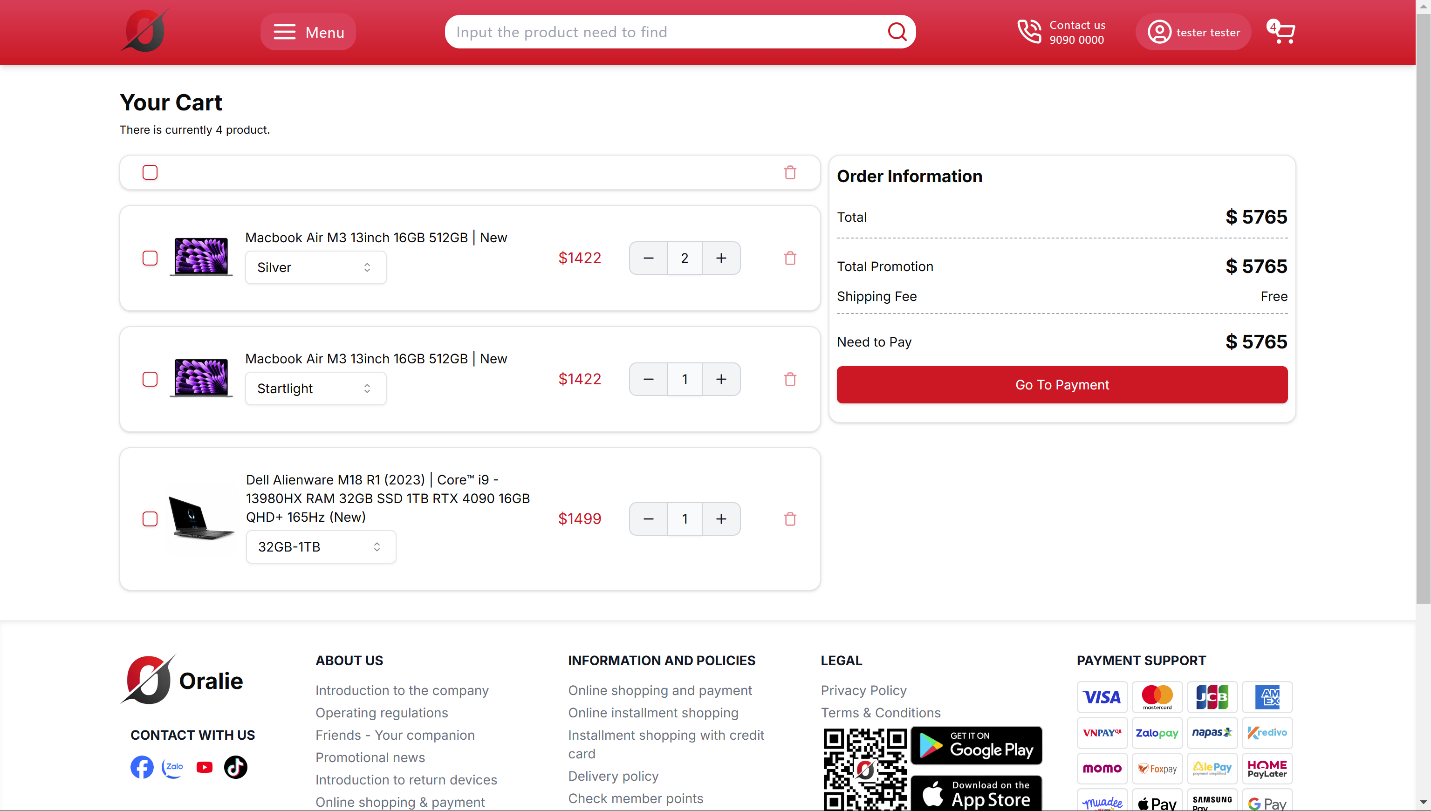 Menu
Input the product need to find
Contact us
9090 0000
tester tester
4
Your Cart
There is currently 4 product.
Macbook Air M3 13inch 16GB 512GB | New
Silver
$1422
2
Macbook Air M3 13inch 16GB 512GB | New
Startlight
$1422
1
Dell Alienware M18 R1 (2023) | Core™ i9 -
13980HX RAM 32GB SSD 1TB RTX 4090 16GB
QHD+ 165Hz (New)
32GB-1TB
$1499
1
Order Information
Total $ 5765
Total Promotion $ 5765
Shipping Fee Free
Need to Pay $ 5765
Go To Payment
Oralie
CONTACT WITH US
Zalo
ABOUT US
Introduction to the company
Operating regulations
Friends - Your companion
Promotional news
Introduction to return devices
Online shopping & payment
INFORMATION AND POLICIES
Online shopping and payment
Online installment shopping
Installment shopping with credit
card
Delivery policy
Check member points
LEGAL
Privacy Policy
Terms & Conditions
GET IT ON
Google Play
Download on the
App Store
PAYMENT SUPPORT
VISA mastercard JCB AMEX
VNPAYQR Zalopay napas Kredivo
momo Foxpay AlePay HOME
PayLater
muadee Pay SAMSUNG
Pay G Pay